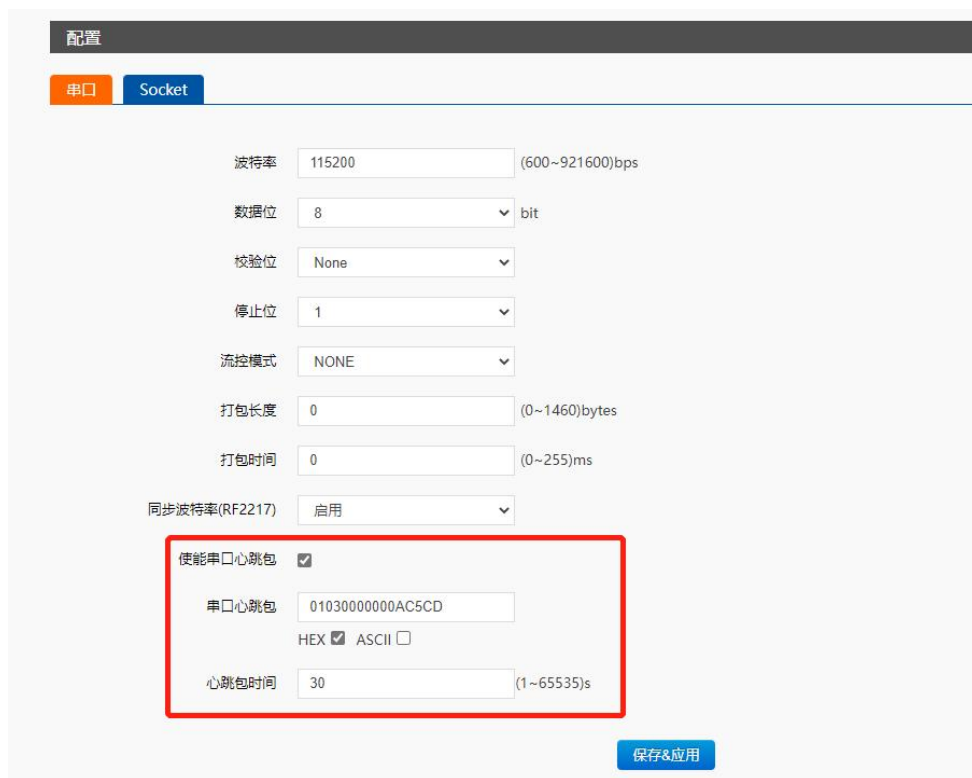 配置
串口 Socket
波特率 115200 (600~921600)bps
数据位 8 bit
校验位 None
停止位 1
流控模式 NONE
打包长度 0 (0~1460)bytes
打包时间 0 (0~255)ms
同步波特率(RF2217) 启用
使能串口心跳包
串口心跳包 01030000000AC5CD
HEX ASCII
心跳包时间 30 (1~65535)s
保存&应用